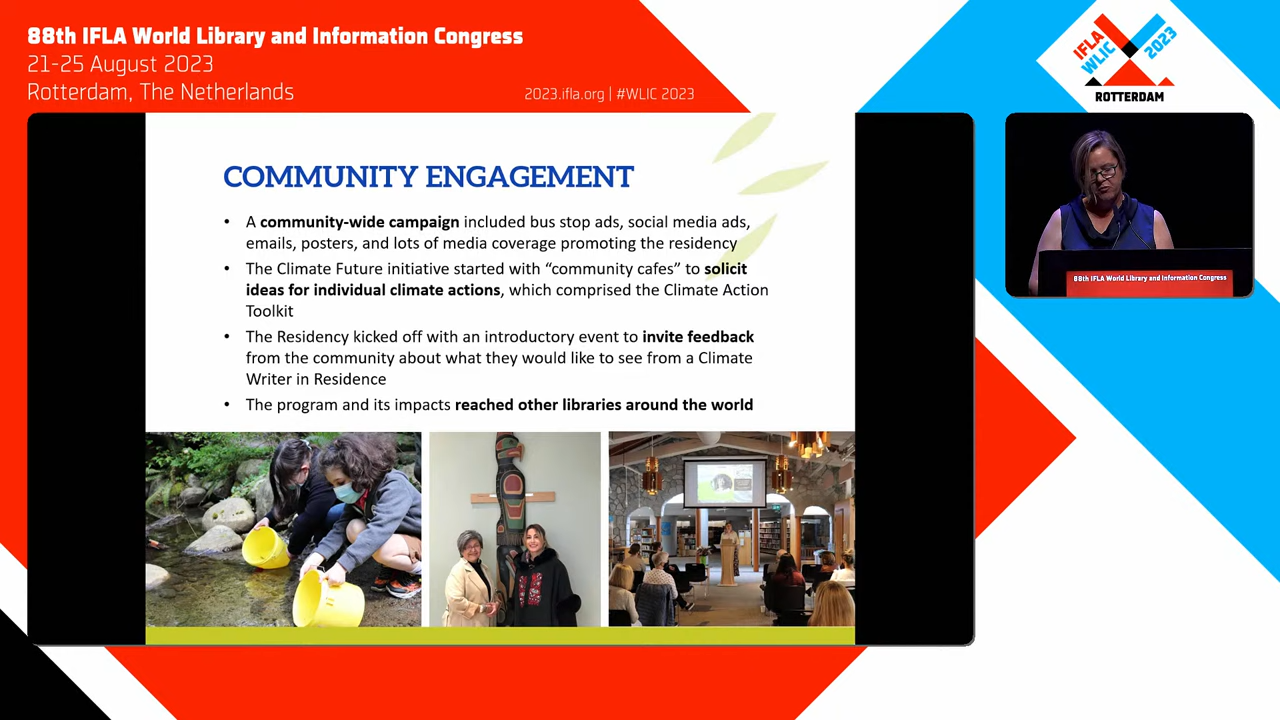 88th IFLA World Library and Information Congress
21-25 August 2023
Rotterdam, The Netherlands
2023.ifla.org | #WLIC 2023
IFLA
WLIC
2023
ROTTERDAM
COMMUNITY ENGAGEMENT
• A community-wide campaign included bus stop ads, social media ads,
emails, posters, and lots of media coverage promoting the residency
• The Climate Future initiative started with “community cafes” to solicit
ideas for individual climate actions, which comprised the Climate Action
Toolkit
• The Residency kicked off with an introductory event to invite feedback
from the community about what they would like to see from a Climate
Writer in Residence
• The program and its impacts reached other libraries around the world
88th IFLA World Library and Information Congress